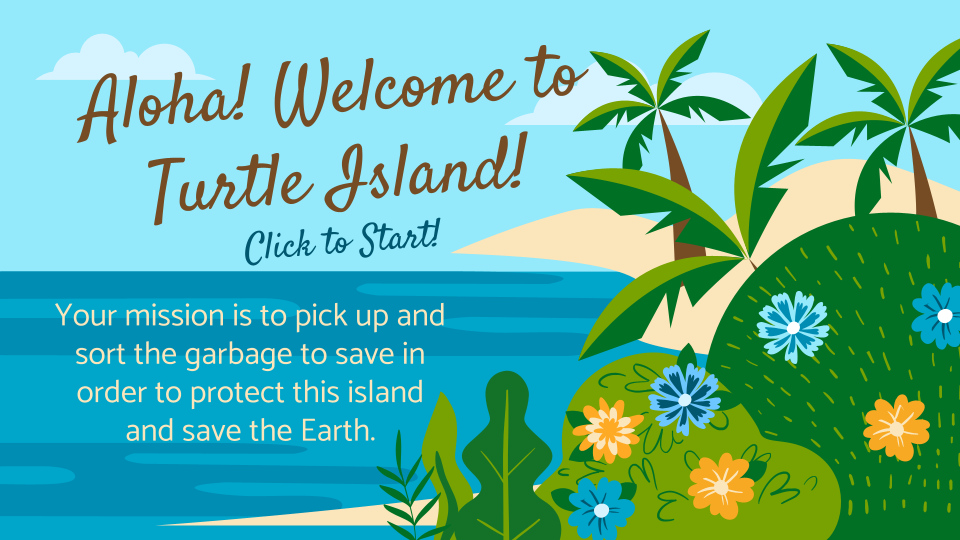 Aloha! Welcome to
Turtle Island!
Click to Start!
Your mission is to pick up and
sort the garbage to save in
order to protect this island
and save the Earth.